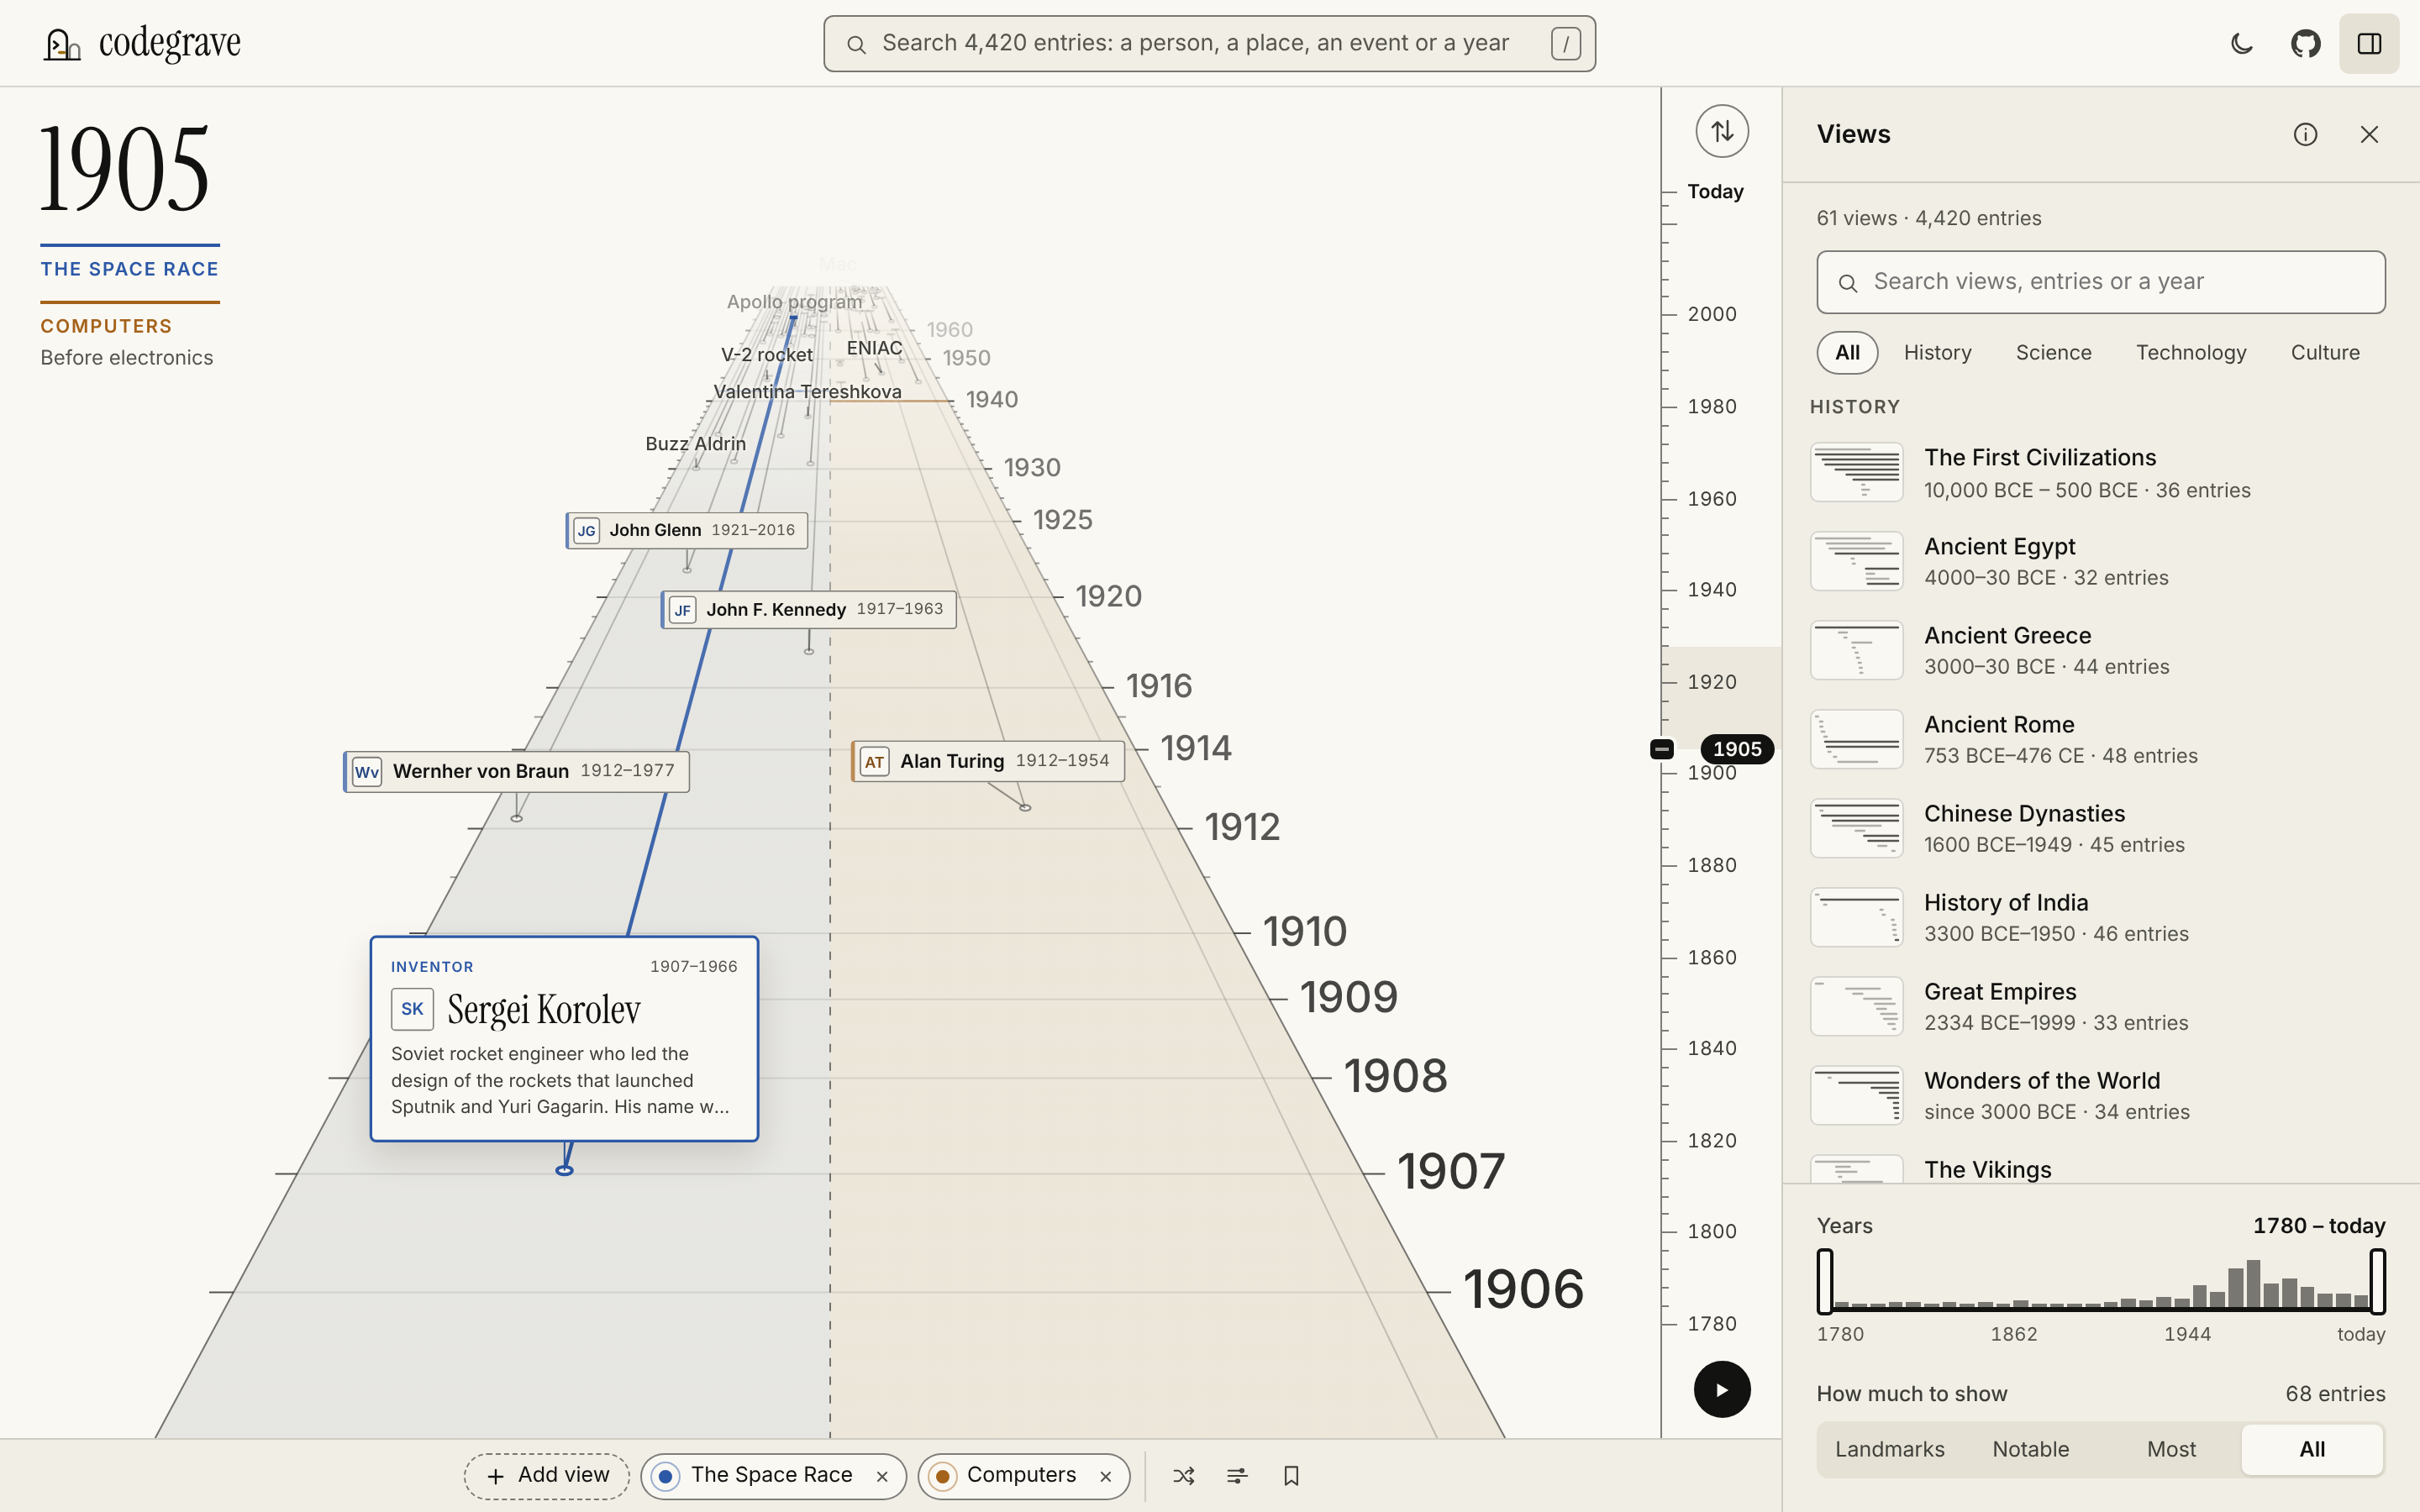 codegrave
Search 4,420 entries: a person, a place, an event or a year
/
1905
THE SPACE RACE
COMPUTERS
Before electronics
Mac
Apollo program
1960
V-2 rocket
ENIAC
1950
Valentina Tereshkova
1940
Buzz Aldrin
1930
JG John Glenn 1921–2016
1925
JF John F. Kennedy 1917–1963
1920
1916
Wv Wernher von Braun 1912–1977
AT Alan Turing 1912–1954
1914
1912
1910
INVENTOR 1907–1966
SK Sergei Korolev
Soviet rocket engineer who led the
design of the rockets that launched
Sputnik and Yuri Gagarin. His name w...
1909
1908
1907
1906
Today
2000
1980
1960
1940
1920
1905
1900
1880
1860
1840
1820
1800
1780
Add view
The Space Race
Computers
Views
61 views · 4,420 entries
Search views, entries or a year
All History Science Technology Culture
HISTORY
The First Civilizations
10,000 BCE – 500 BCE · 36 entries
Ancient Egypt
4000–30 BCE · 32 entries
Ancient Greece
3000–30 BCE · 44 entries
Ancient Rome
753 BCE–476 CE · 48 entries
Chinese Dynasties
1600 BCE–1949 · 45 entries
History of India
3300 BCE–1950 · 46 entries
Great Empires
2334 BCE–1999 · 33 entries
Wonders of the World
since 3000 BCE · 34 entries
The Vikings
Years 1780 – today
1780 1862 1944 today
How much to show 68 entries
Landmarks Notable Most All